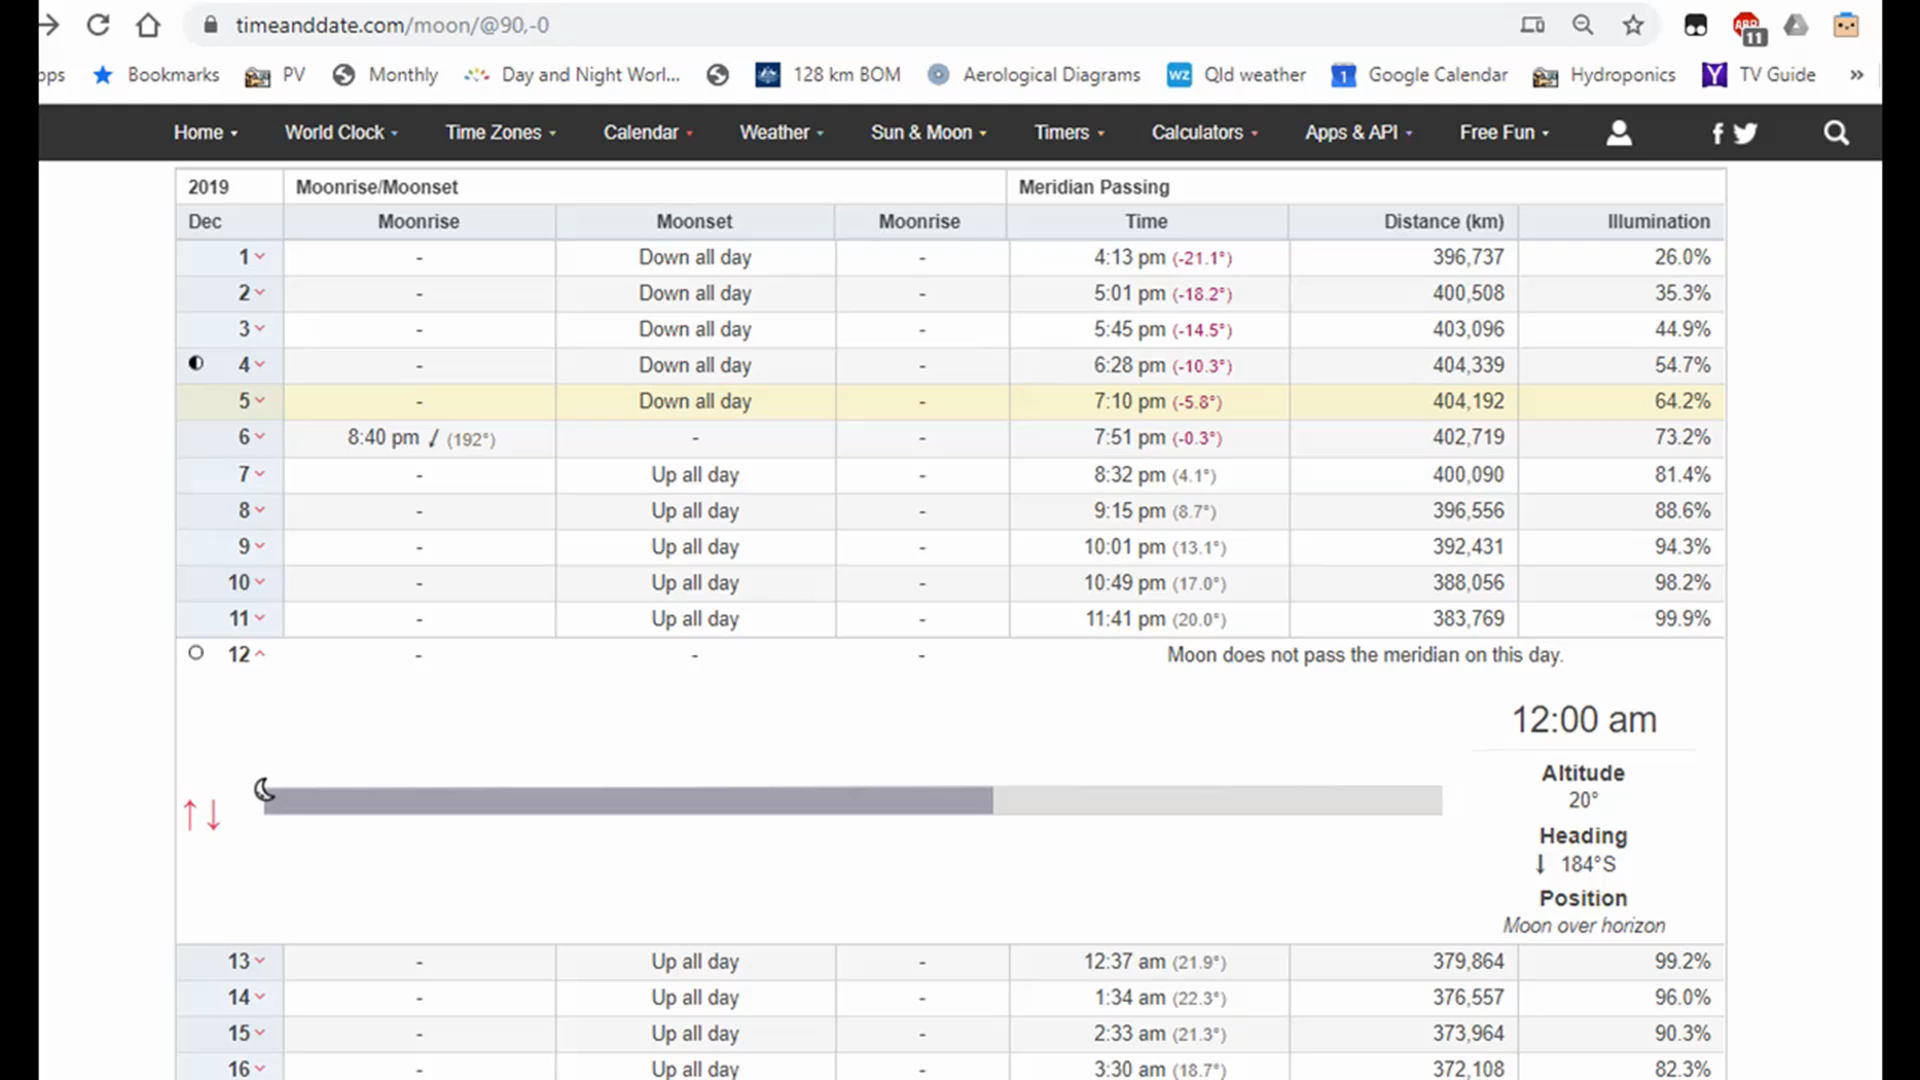 timeanddate.com/moon/@90,-0
11
ops Bookmarks PV Monthly Day and Night Worl... 128 km BOM Aerological Diagrams WZ Qld weather 1 Google Calendar Hydroponics Y TV Guide »
Home World Clock Time Zones Calendar Weather Sun & Moon Timers Calculators Apps & API Free Fun
2019 Moonrise/Moonset Meridian Passing
Dec Moonrise Moonset Moonrise Time Distance (km) Illumination
1 - Down all day - 4:13 pm (-21.1°) 396,737 26.0%
2 - Down all day - 5:01 pm (-18.2°) 400,508 35.3%
3 - Down all day - 5:45 pm (-14.5°) 403,096 44.9%
4 - Down all day - 6:28 pm (-10.3°) 404,339 54.7%
5 - Down all day - 7:10 pm (-5.8°) 404,192 64.2%
6 8:40 pm (192°) - - 7:51 pm (-0.3°) 402,719 73.2%
7 - Up all day - 8:32 pm (4.1°) 400,090 81.4%
8 - Up all day - 9:15 pm (8.7°) 396,556 88.6%
9 - Up all day - 10:01 pm (13.1°) 392,431 94.3%
10 - Up all day - 10:49 pm (17.0°) 388,056 98.2%
11 - Up all day - 11:41 pm (20.0°) 383,769 99.9%
12 - - - Moon does not pass the meridian on this day.
12:00 am
Altitude
20°
Heading
↑↓
↓ 184°S
Position
Moon over horizon
13 - Up all day - 12:37 am (21.9°) 379,864 99.2%
14 - Up all day - 1:34 am (22.3°) 376,557 96.0%
15 - Up all day - 2:33 am (21.3°) 373,964 90.3%
16 - Up all day - 3:30 am (18.7°) 372,108 82.3%